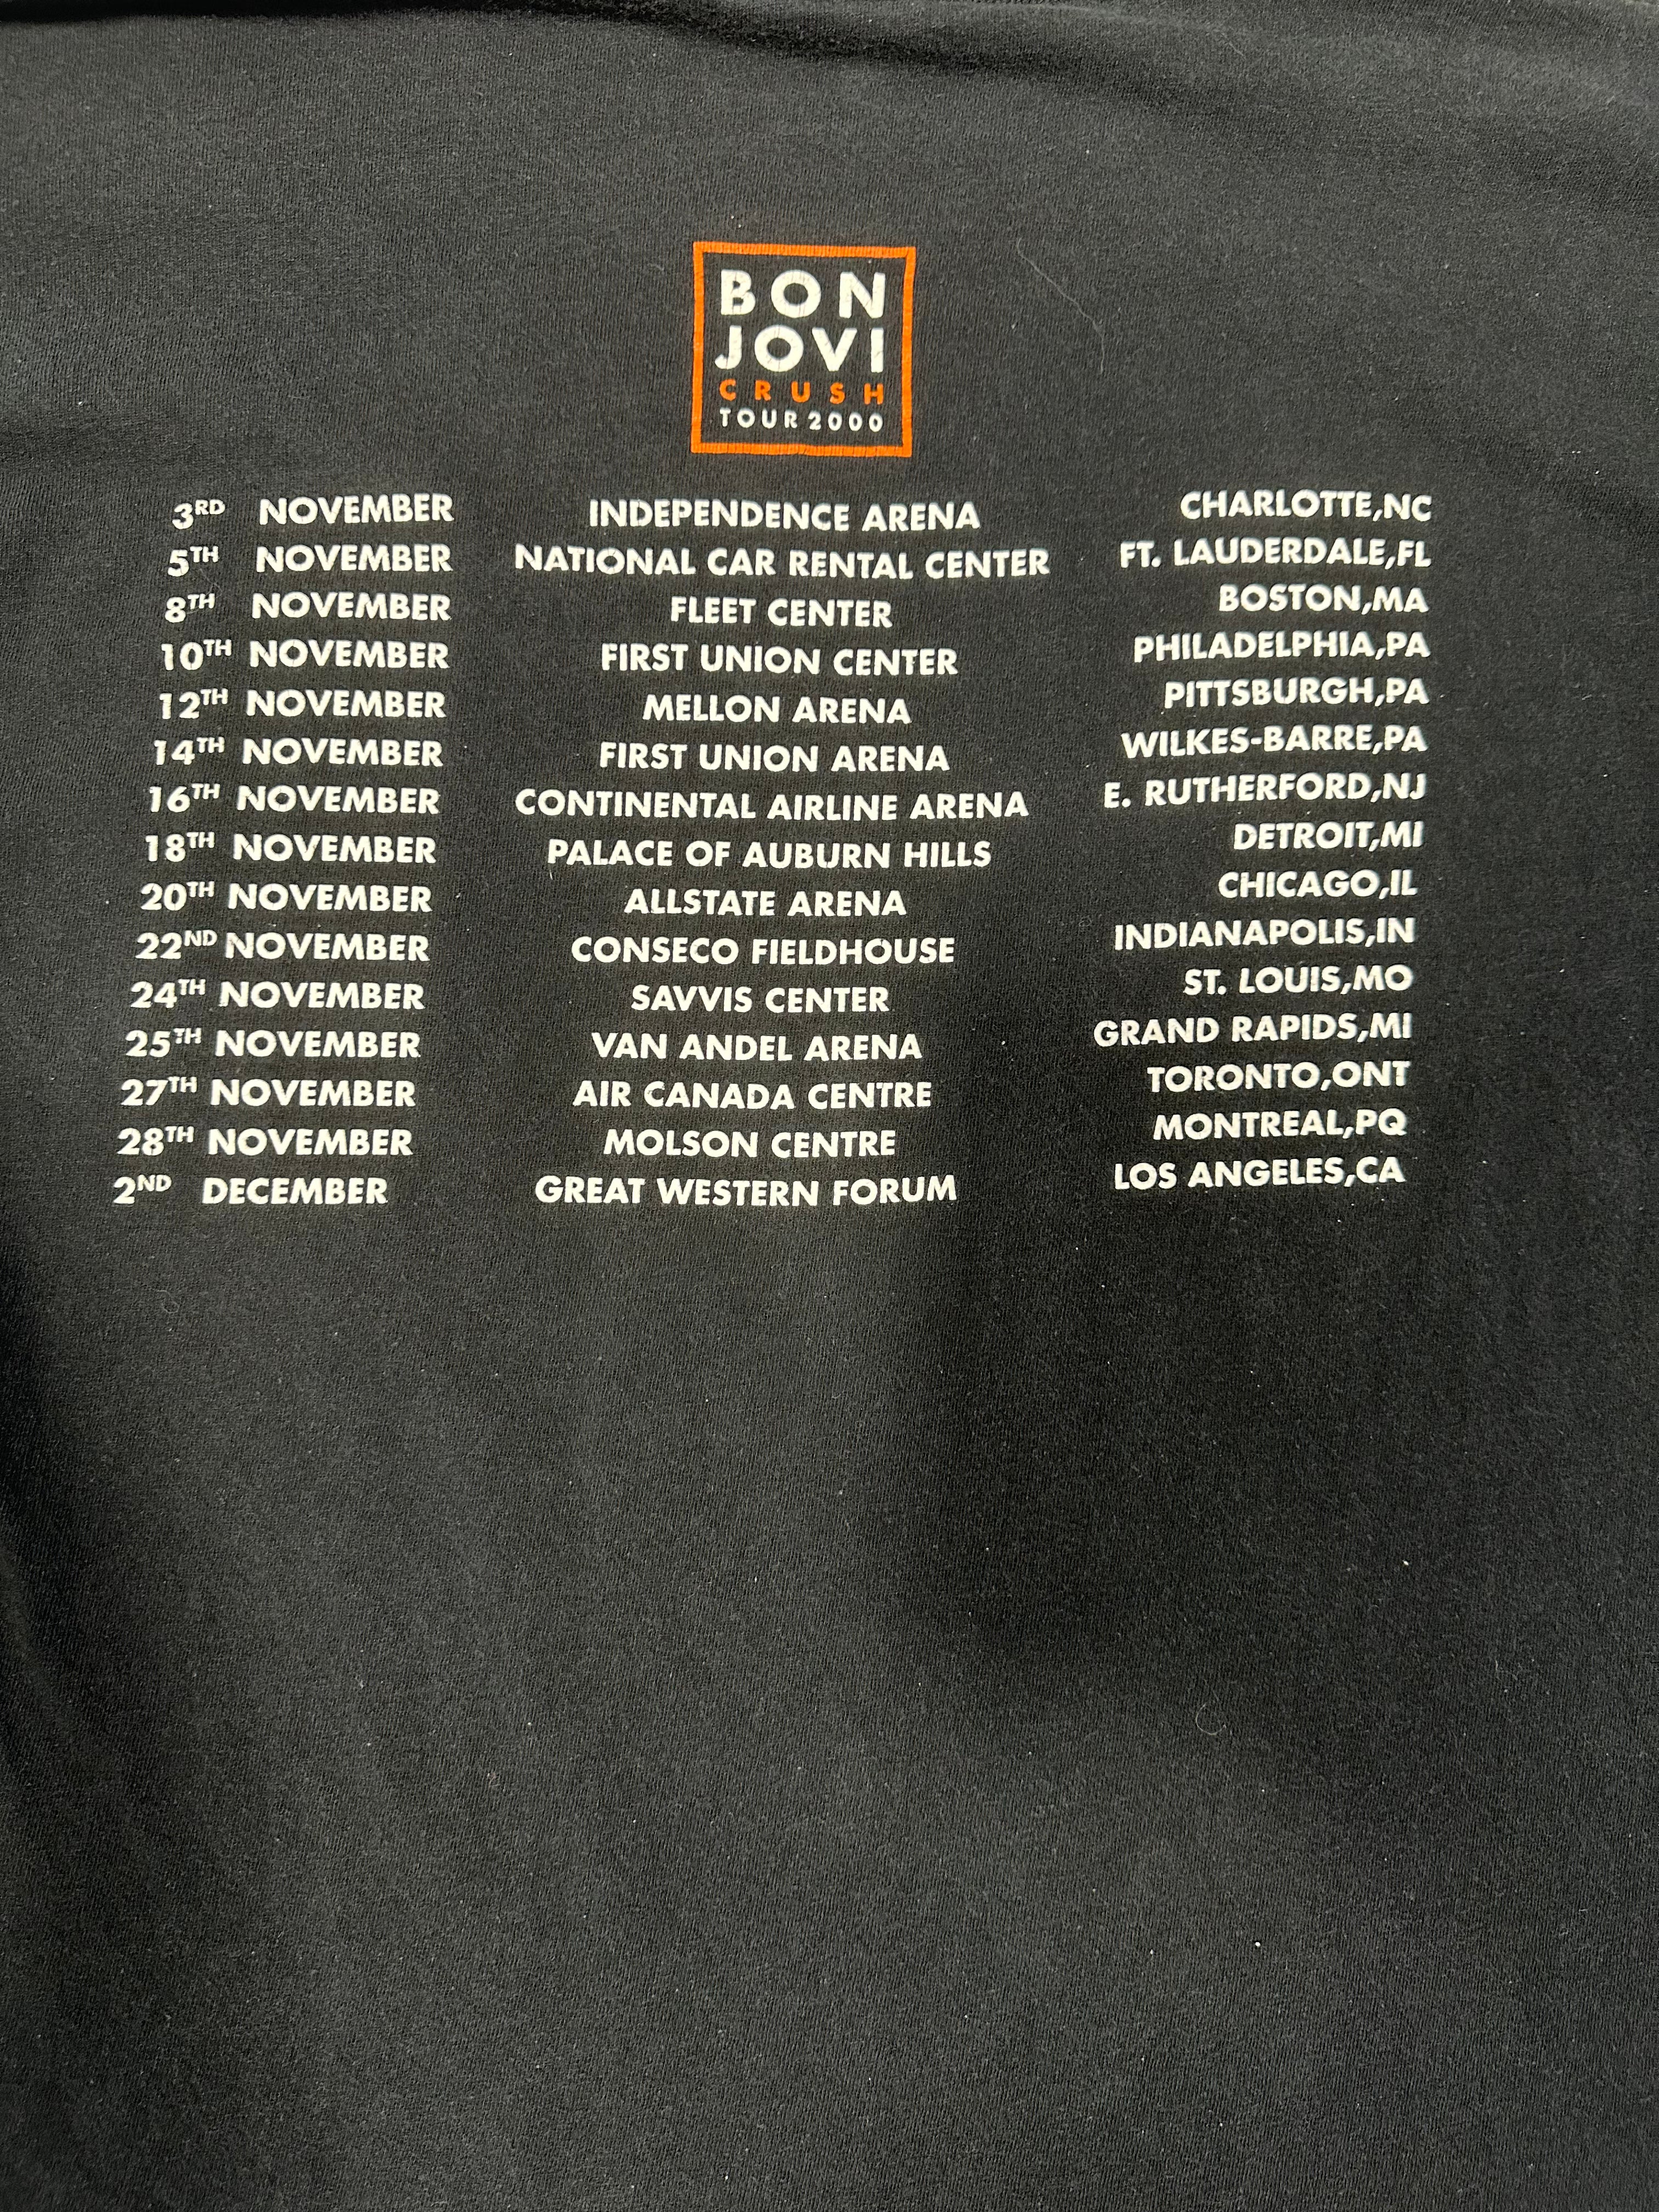 BON
JOVI
CRUSH
TOUR 2000
3RD NOVEMBER INDEPENDENCE ARENA CHARLOTTE,NC
5TH NOVEMBER NATIONAL CAR RENTAL CENTER FT. LAUDERDALE,FL
8TH NOVEMBER FLEET CENTER BOSTON,MA
10TH NOVEMBER FIRST UNION CENTER PHILADELPHIA,PA
12TH NOVEMBER MELLON ARENA PITTSBURGH,PA
14TH NOVEMBER FIRST UNION ARENA WILKES-BARRE,PA
16TH NOVEMBER CONTINENTAL AIRLINE ARENA E. RUTHERFORD,NJ
18TH NOVEMBER PALACE OF AUBURN HILLS DETROIT,MI
20TH NOVEMBER ALLSTATE ARENA CHICAGO,IL
22ND NOVEMBER CONSECO FIELDHOUSE INDIANAPOLIS,IN
24TH NOVEMBER SAVVIS CENTER ST. LOUIS,MO
25TH NOVEMBER VAN ANDEL ARENA GRAND RAPIDS,MI
27TH NOVEMBER AIR CANADA CENTRE TORONTO,ONT
28TH NOVEMBER MOLSON CENTRE MONTREAL,PQ
2ND DECEMBER GREAT WESTERN FORUM LOS ANGELES,CA